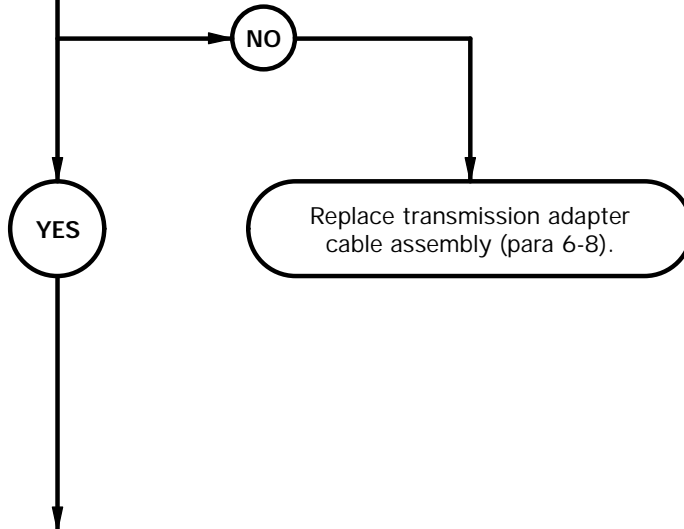 NO
YES
Replace transmission adapter
cable assembly (para 6-8).